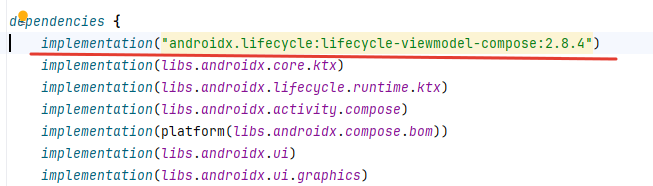 dependencies {
implementation("androidx.lifecycle:lifecycle-viewmodel-compose:2.8.4")
implementation(libs.androidx.core.ktx)
implementation(libs.androidx.lifecycle.runtime.ktx)
implementation(libs.androidx.activity.compose)
implementation(platform(libs.androidx.compose.bom))
implementation(libs.androidx.ui)
implementation(libs.androidx.ui.graphics)